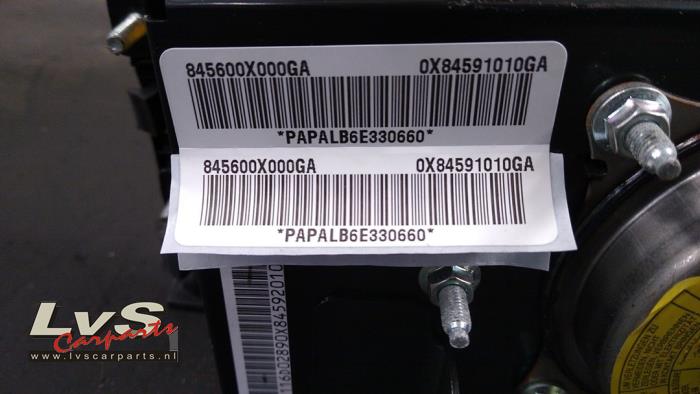 845600X000GA 0X84591010GA
*PAPALB6E330660*
845600X000GA 0X84591010GA
*PAPALB6E330660*
LvS
Carparts
www.lvscarparts.nl